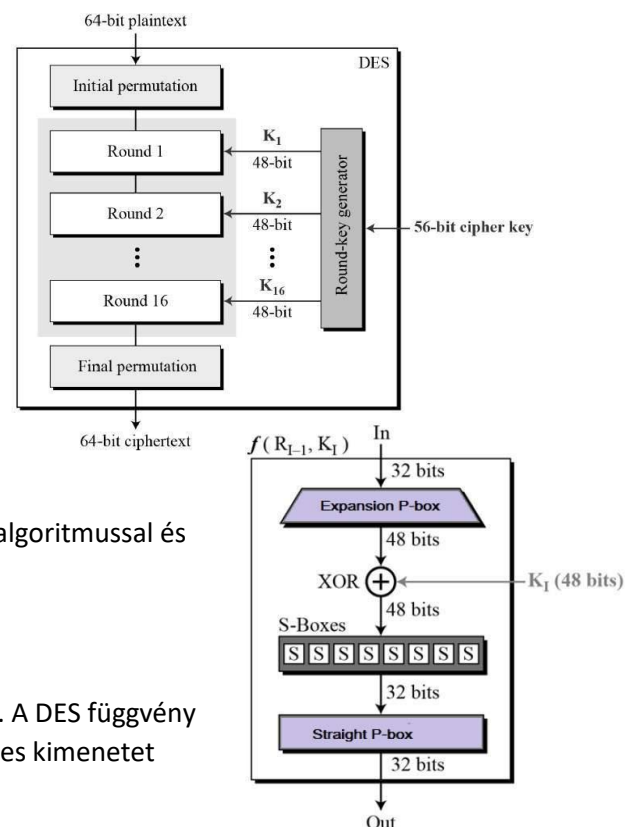 64-bit plaintext
DES
Initial permutation
Round 1
K1
48-bit
Round 2
K2
48-bit
Round-key generator
56-bit cipher key
Round 16
K16
48-bit
Final permutation
64-bit ciphertext
algoritmussal és
. A DES függvény
es kimenetet
f ( RI–1, KI )
In
32 bits
Expansion P-box
48 bits
XOR
KI (48 bits)
48 bits
S-Boxes
S S S S S S S S
32 bits
Straight P-box
32 bits
Out